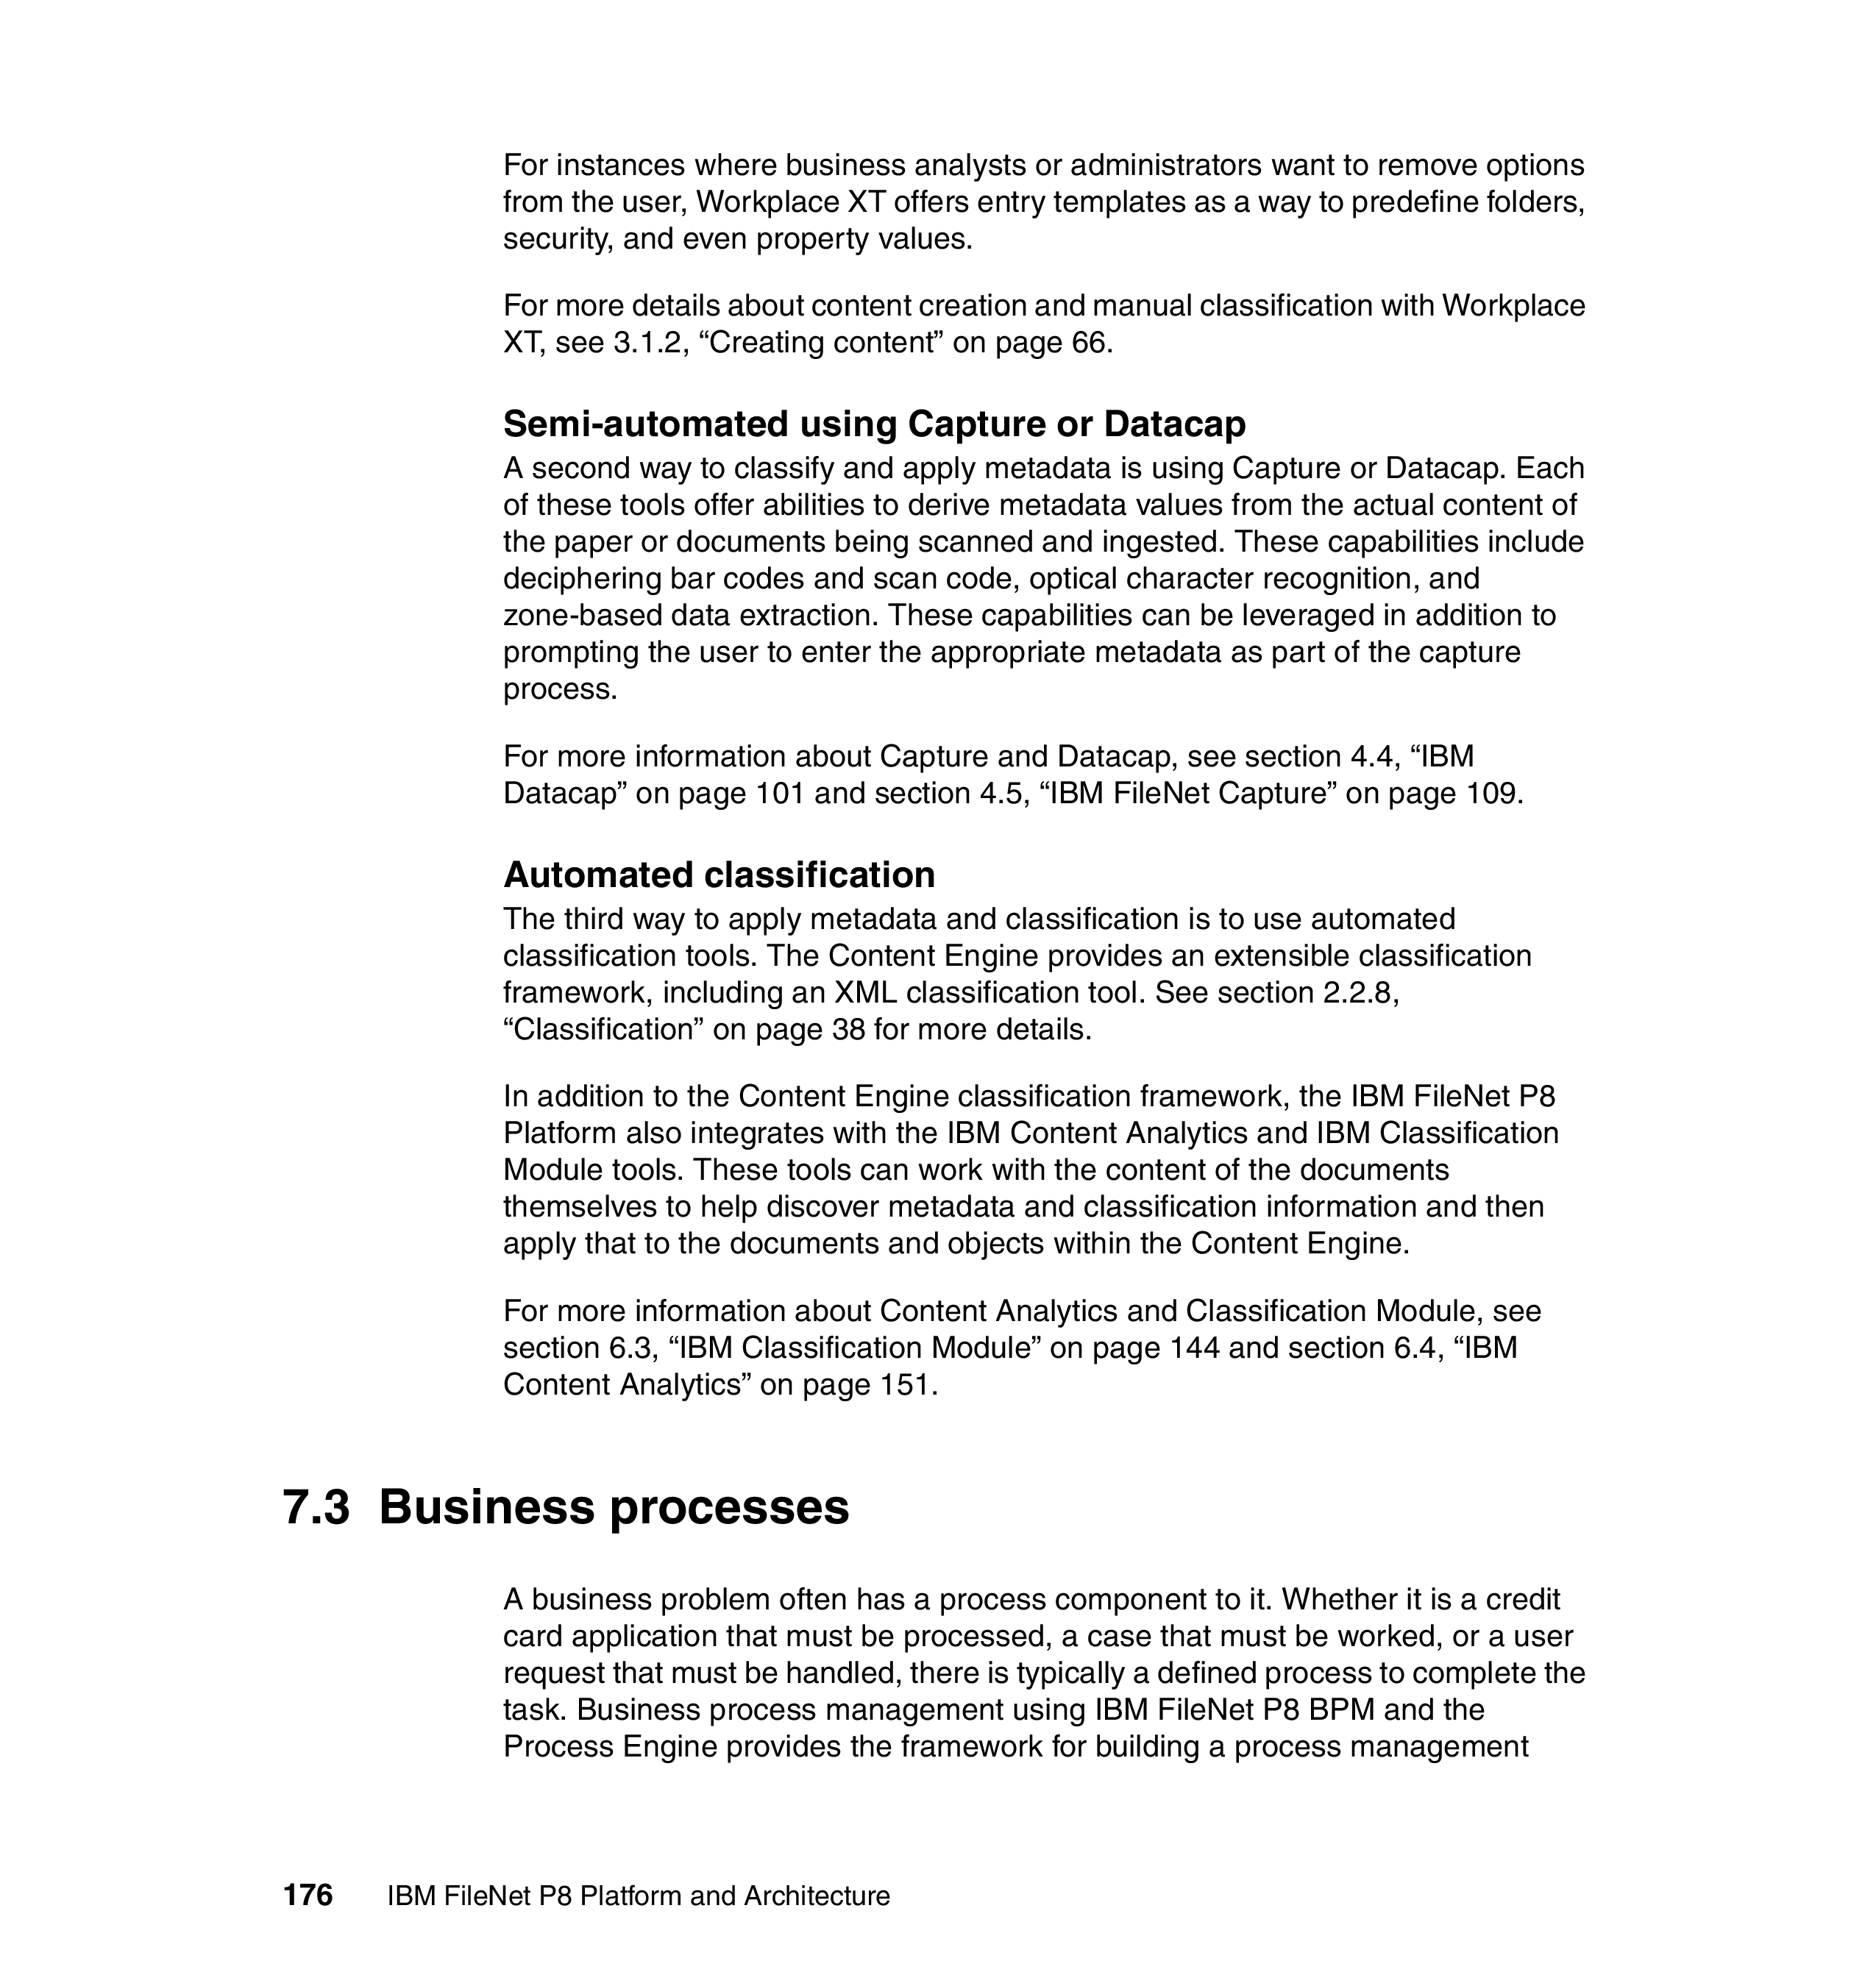 For instances where business analysts or administrators want to remove options
from the user, Workplace XT offers entry templates as a way to predefine folders,
security, and even property values.
For more details about content creation and manual classification with Workplace
XT, see 3.1.2, “Creating content” on page 66.
Semi-automated using Capture or Datacap
A second way to classify and apply metadata is using Capture or Datacap. Each
of these tools offer abilities to derive metadata values from the actual content of
the paper or documents being scanned and ingested. These capabilities include
deciphering bar codes and scan code, optical character recognition, and
zone-based data extraction. These capabilities can be leveraged in addition to
prompting the user to enter the appropriate metadata as part of the capture
process.
For more information about Capture and Datacap, see section 4.4, “IBM
Datacap” on page 101 and section 4.5, “IBM FileNet Capture” on page 109.
Automated classification
The third way to apply metadata and classification is to use automated
classification tools. The Content Engine provides an extensible classification
framework, including an XML classification tool. See section 2.2.8,
“Classification” on page 38 for more details.
In addition to the Content Engine classification framework, the IBM FileNet P8
Platform also integrates with the IBM Content Analytics and IBM Classification
Module tools. These tools can work with the content of the documents
themselves to help discover metadata and classification information and then
apply that to the documents and objects within the Content Engine.
For more information about Content Analytics and Classification Module, see
section 6.3, “IBM Classification Module” on page 144 and section 6.4, “IBM
Content Analytics” on page 151.
7.3 Business processes
A business problem often has a process component to it. Whether it is a credit
card application that must be processed, a case that must be worked, or a user
request that must be handled, there is typically a defined process to complete the
task. Business process management using IBM FileNet P8 BPM and the
Process Engine provides the framework for building a process management
176 IBM FileNet P8 Platform and Architecture